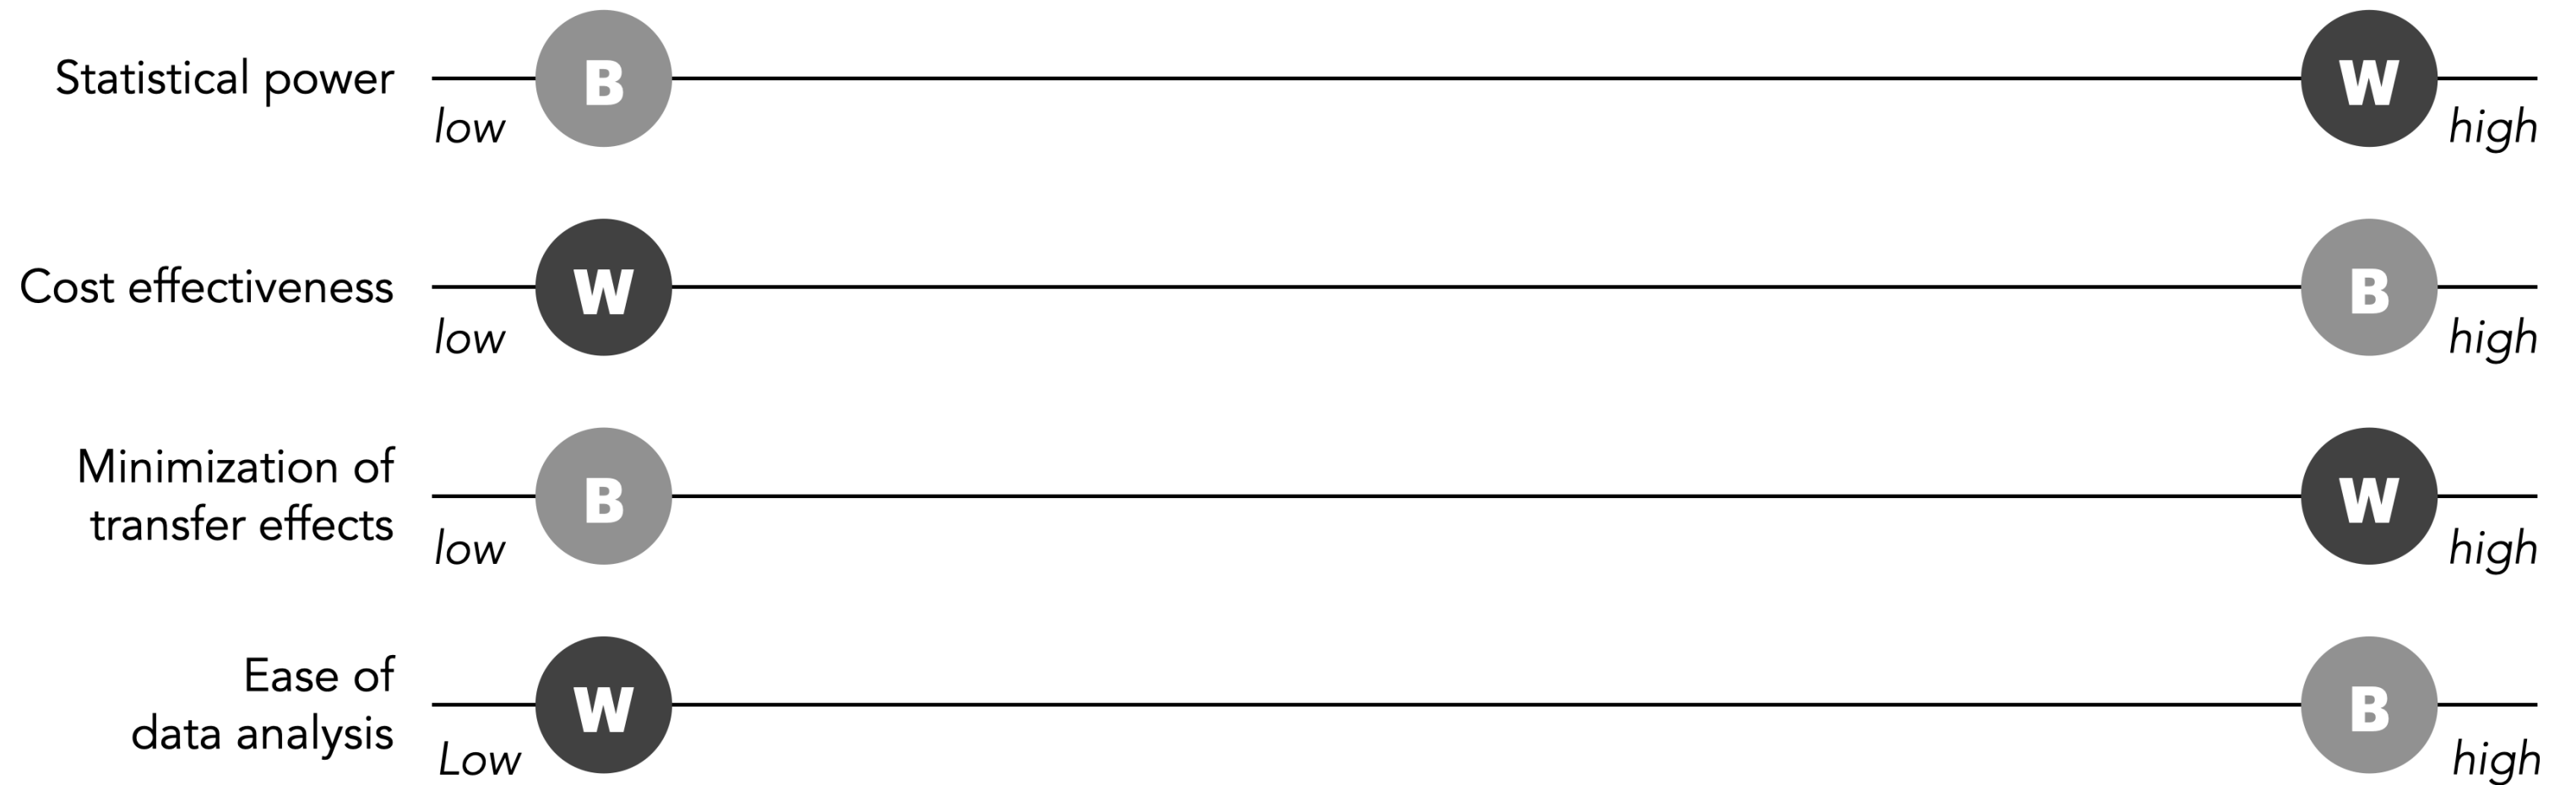 Statistical power
B
W
low
high
Cost effectiveness
W
B
low
high
Minimization of
transfer effects
B
W
low
high
Ease of
data analysis
W
B
Low
high